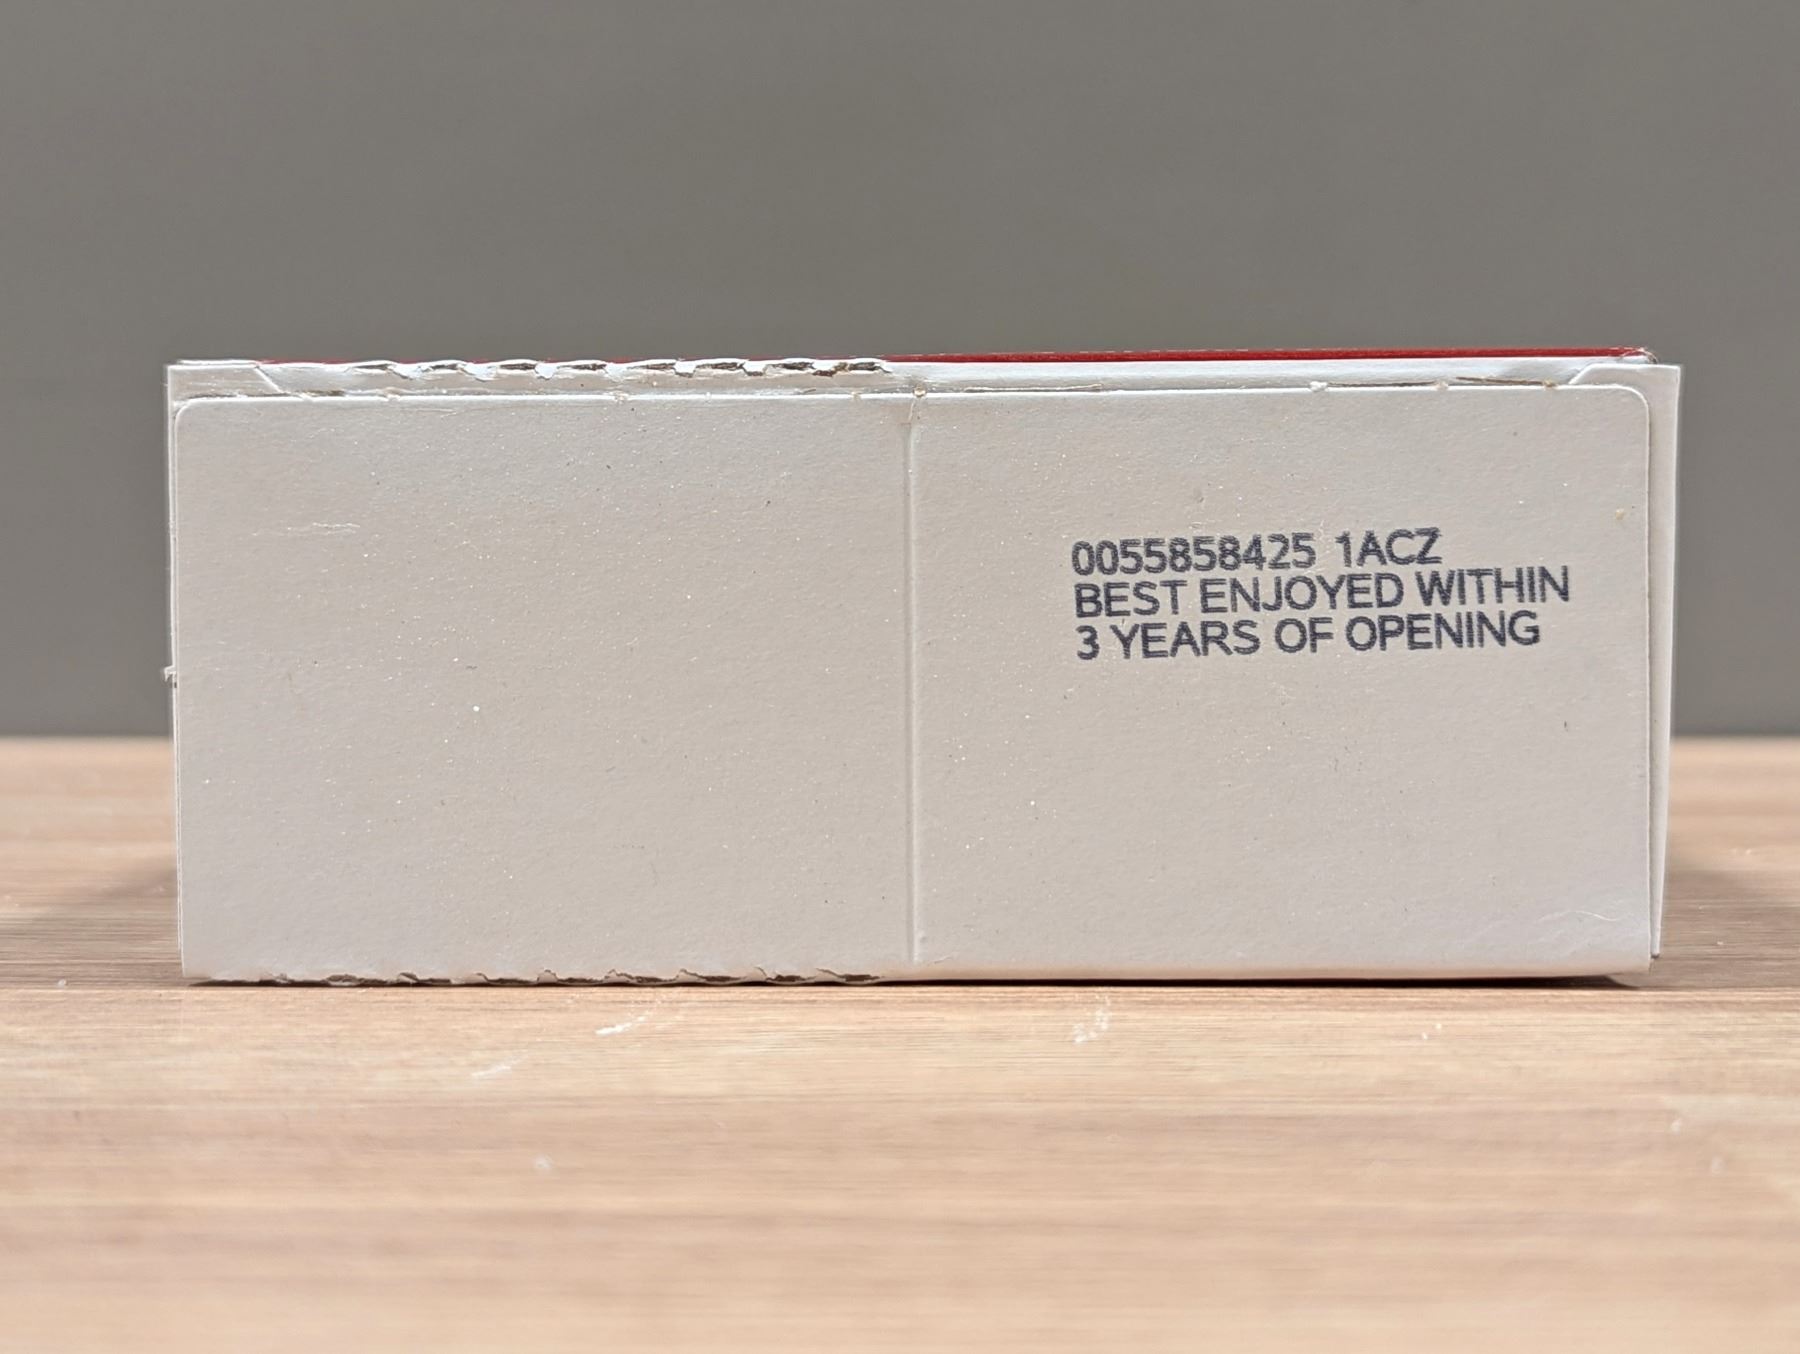 0055858425 1ACZ
BEST ENJOYED WITHIN
3 YEARS OF OPENING